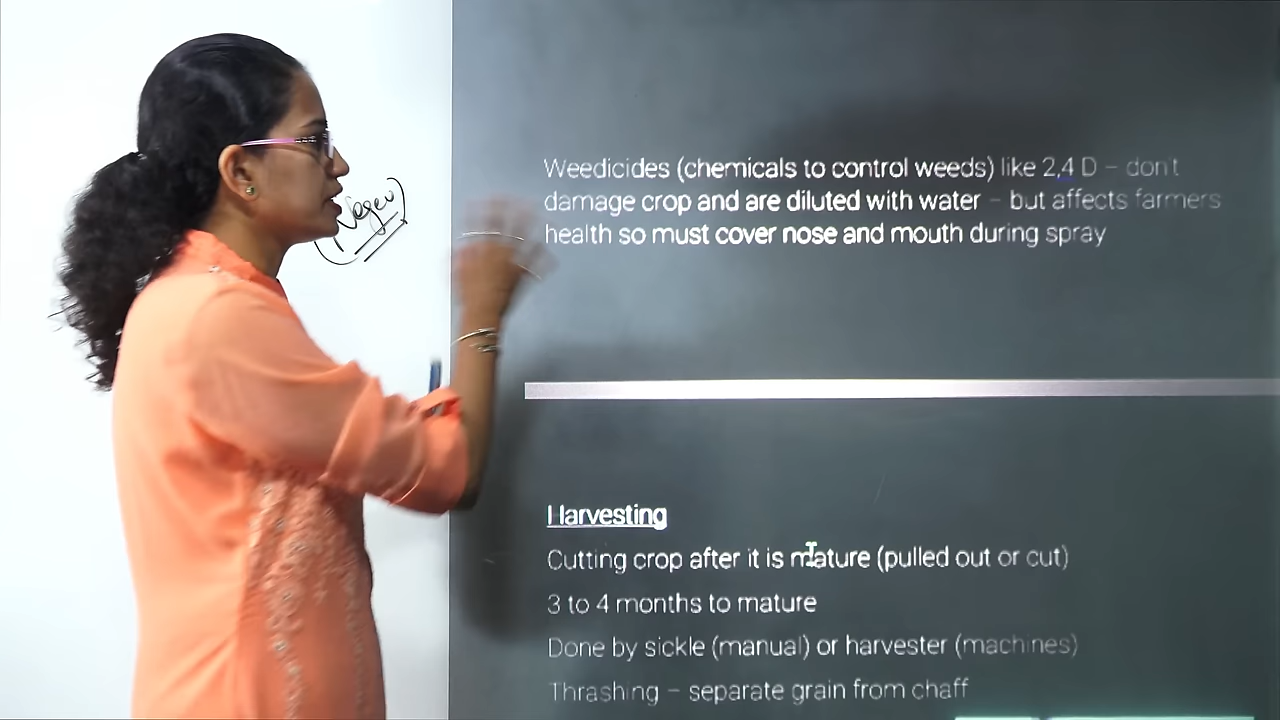 Weedicides (chemicals to control weeds) like 2,4 D – don't
damage crop and are diluted with water – but affects farmers
health so must cover nose and mouth during spray
Harvesting
Cutting crop after it is mature (pulled out or cut)
3 to 4 months to mature
Done by sickle (manual) or harvester (machines)
Thrashing – separate grain from chaff